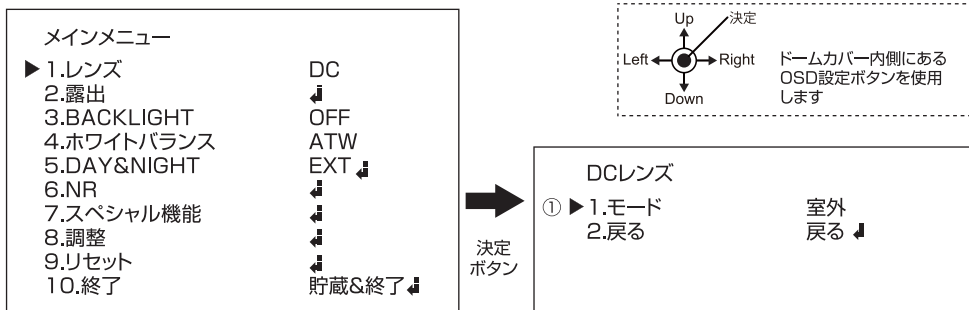 メインメニュー
▶1.レンズ DC
2.露出 ↲
3.BACKLIGHT OFF
4.ホワイトバランス ATW
5.DAY&NIGHT EXT ↲
6.NR ↲
7.スペシャル機能 ↲
8.調整 ↲
9.リセット ↲
10.終了 貯蔵&終了↲
決定
ボタン
Up 決定
Left Right
Down
ドームカバー内側にある
OSD設定ボタンを使用
します
DCレンズ
① ▶1.モード 室外
2.戻る 戻る ↲